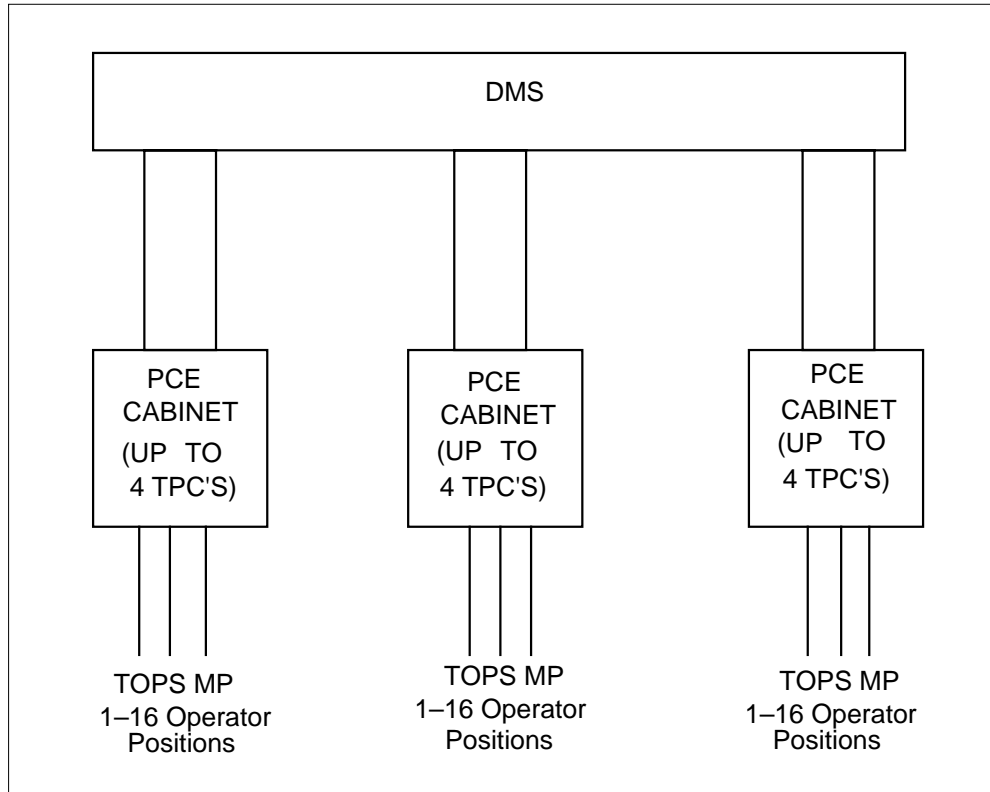 DMS
PCE
CABINET
(UP TO
4 TPC'S)
PCE
CABINET
(UP TO
4 TPC'S)
PCE
CABINET
(UP TO
4 TPC'S)
TOPS MP
1–16 Operator
Positions
TOPS MP
1–16 Operator
Positions
TOPS MP
1–16 Operator
Positions